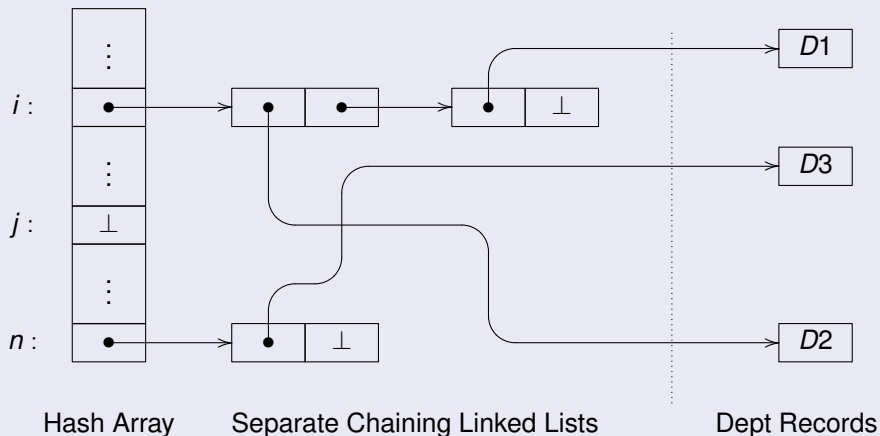 ⋮
D1
i :
⊥
⋮
D3
j :
⊥
⋮
n :
⊥
D2
Hash Array
Separate Chaining Linked Lists
Dept Records